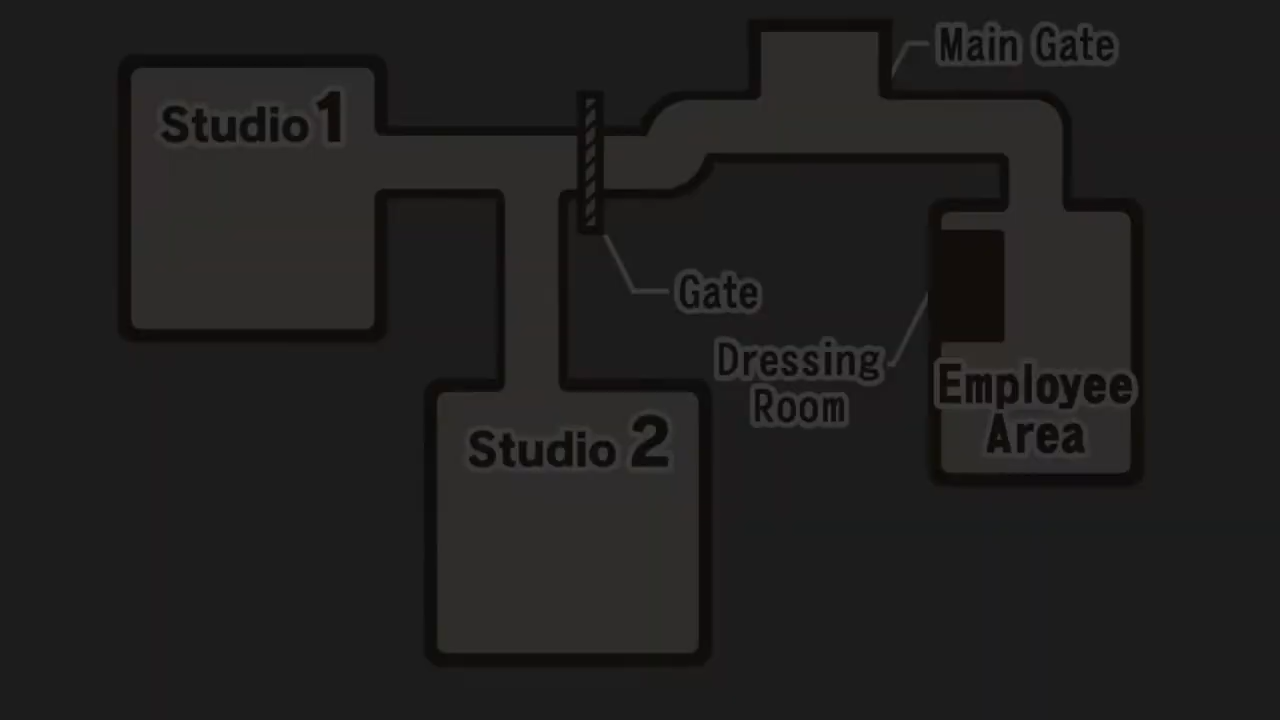 Main Gate
Studio 1
Gate
Dressing
Room
Employee
Area
Studio 2